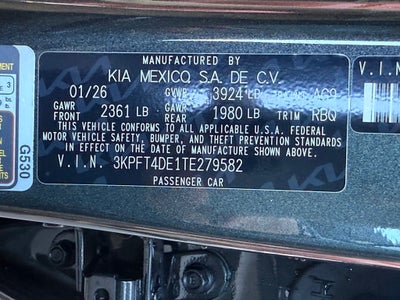 MANUFACTURED BY
KIA MEXICO, S.A. DE C.V.
01/26 GVWR 3924 LB
GAWR FRONT 2361 LB GAWR REAR 1980 LB TRIM RBQ
THIS VEHICLE CONFORMS TO ALL APPLICABLE U.S.A. FEDERAL
MOTOR VEHICLE SAFETY, BUMPER, AND THEFT PREVENTION STANDARDS
IN EFFECT ON THE DATE OF MANUFACTURE SHOWN ABOVE.
V.I.N. 3KPFT4DE1TE279582
PASSENGER CAR
G530
V.I.N